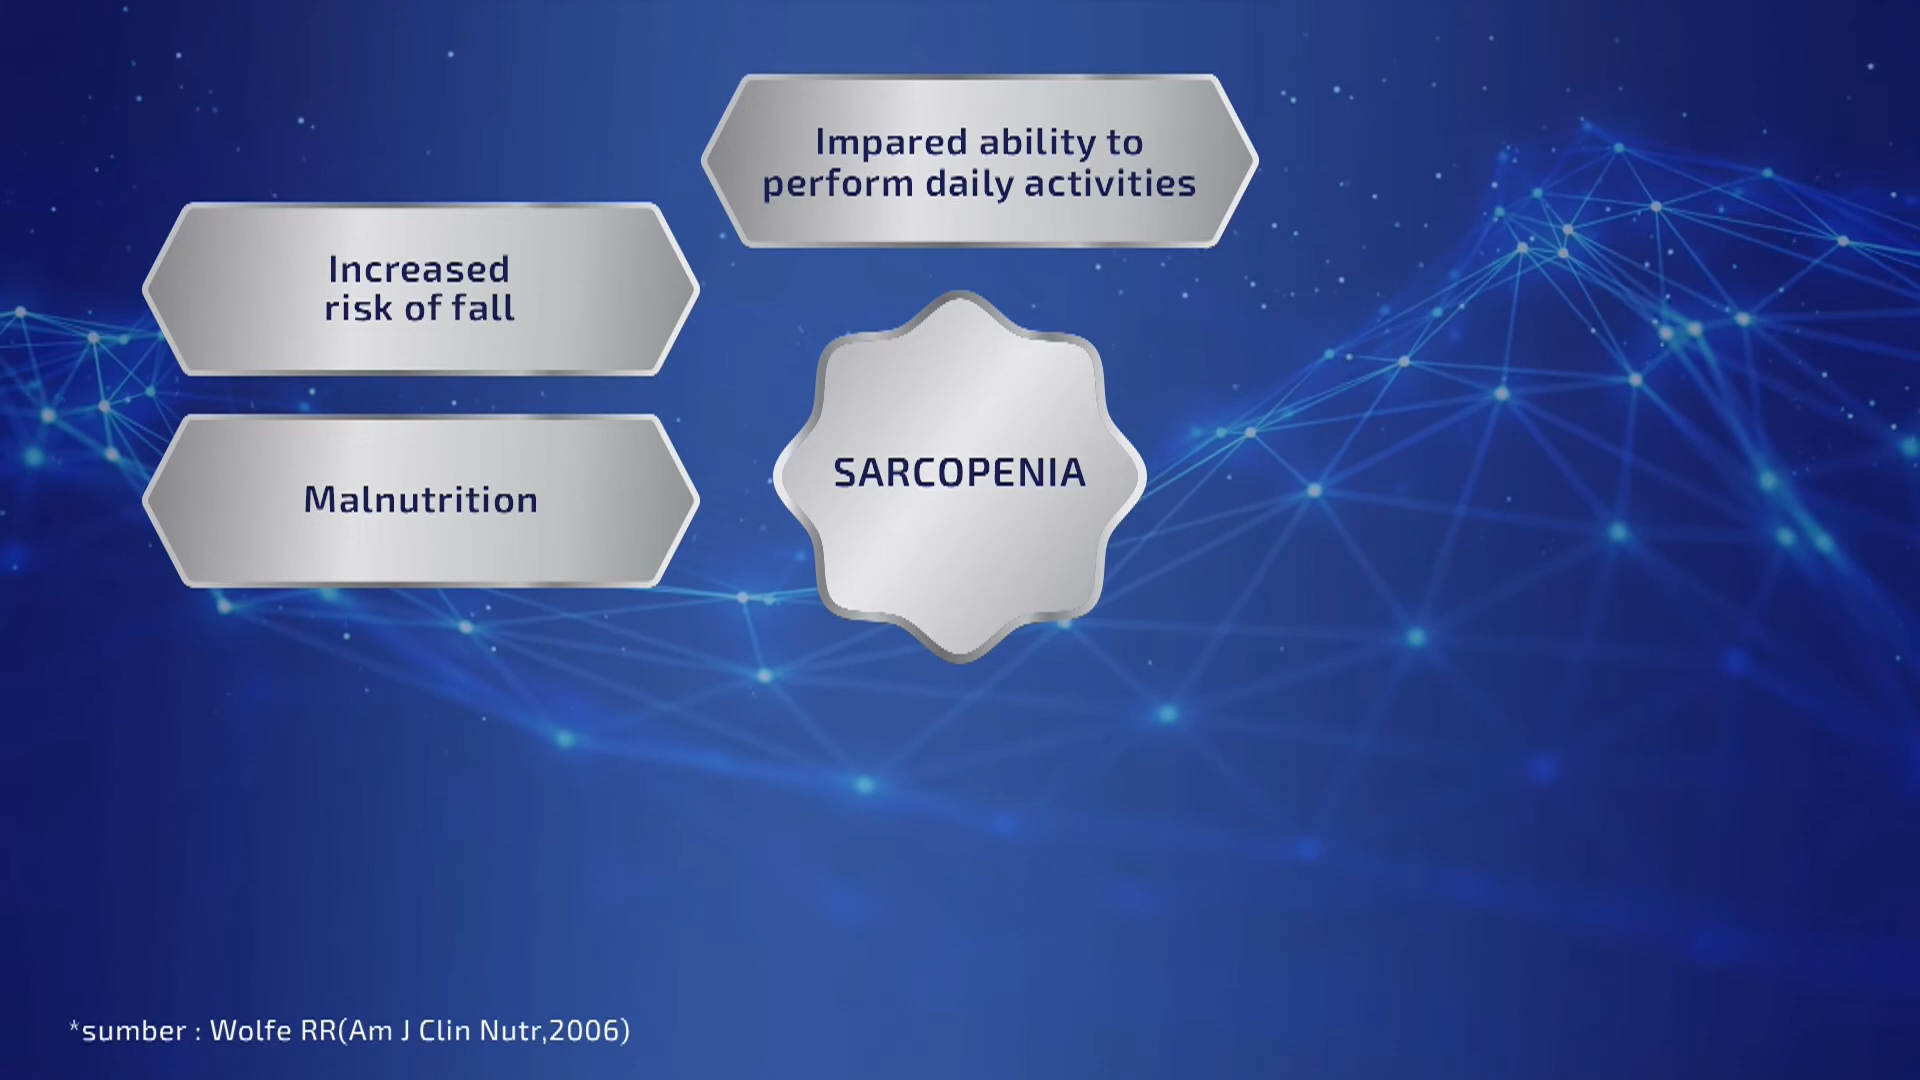 Impared ability to
perform daily activities
Increased
risk of fall
Malnutrition
SARCOPENIA
*sumber : Wolfe RR(Am J Clin Nutr,2006)